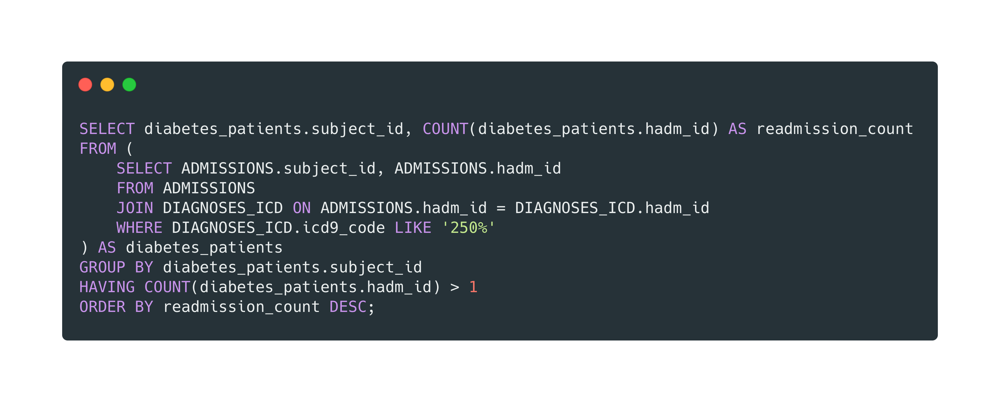 SELECT diabetes_patients.subject_id, COUNT(diabetes_patients.hadm_id) AS readmission_count
FROM (
    SELECT ADMISSIONS.subject_id, ADMISSIONS.hadm_id
    FROM ADMISSIONS
    JOIN DIAGNOSES_ICD ON ADMISSIONS.hadm_id = DIAGNOSES_ICD.hadm_id
    WHERE DIAGNOSES_ICD.icd9_code LIKE '250%'
) AS diabetes_patients
GROUP BY diabetes_patients.subject_id
HAVING COUNT(diabetes_patients.hadm_id) > 1
ORDER BY readmission_count DESC;